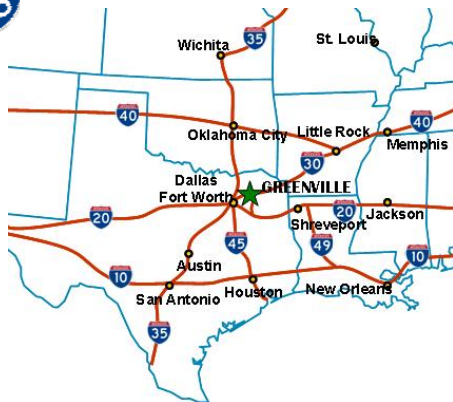 35
Wichita
St. Louis
40
40
Oklahoma City
Little Rock
Memphis
30
Dallas
Fort Worth
GREENVILLE
20
20
Shreveport
Jackson
45
49
Austin
10
10
San Antonio
Houston
New Orleans
35